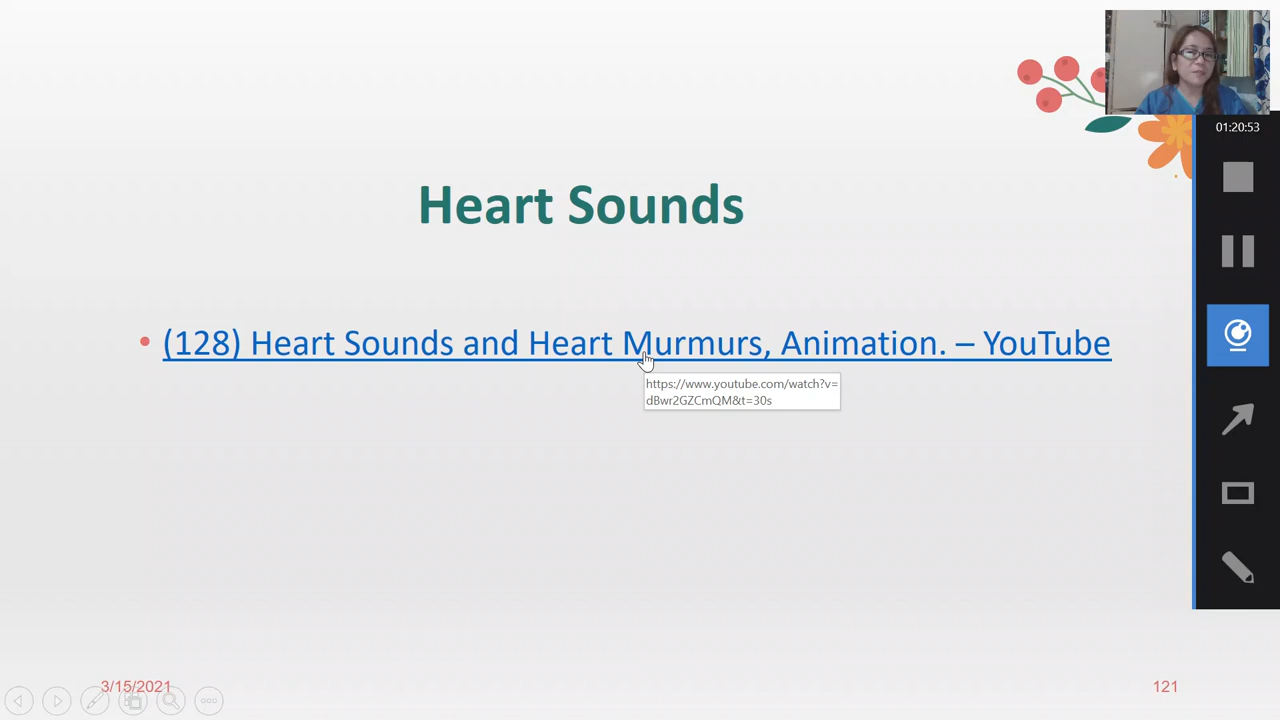 01:20:53
Heart Sounds
• (128) Heart Sounds and Heart Murmurs, Animation. – YouTube
https://www.youtube.com/watch?v=
dBwr2GZCmQM&t=30s
3/15/2021
121